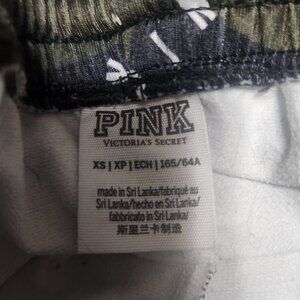 PINK
VICTORIA'S SECRET
XS | XP | ECH | 165/64A
made in Sri Lanka/fabriqué au
Sri Lanka/hecho en Sri Lanka/
fabbricato in Sri Lanka
斯里兰卡制造